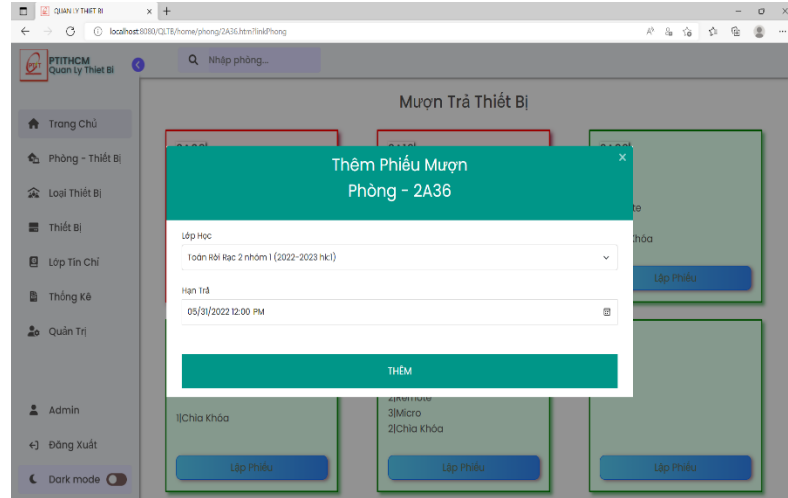 QUAN LY THIET BI
localhost:8080/QLTB/home/phong/2A36.htm?linkPhong
PTITHCM
Quan Ly Thiet Bi
Nhập phòng...
Trang Chủ
Phòng - Thiết Bị
Loại Thiết Bị
Thiết Bị
Lớp Tín Chỉ
Thống Kê
Quản Trị
Admin
Đăng Xuất
Dark mode
Mượn Trả Thiết Bị
Thêm Phiếu Mượn
Phòng - 2A36
Lớp Học
Toán Rời Rạc 2 nhóm 1 (2022-2023 hk:1)
Hạn Trả
05/31/2022 12:00 PM
THÊM
Lập Phiếu
1|Chìa Khóa
Lập Phiếu
2|Remote
3|Micro
2|Chìa Khóa
Lập Phiếu
Lập Phiếu